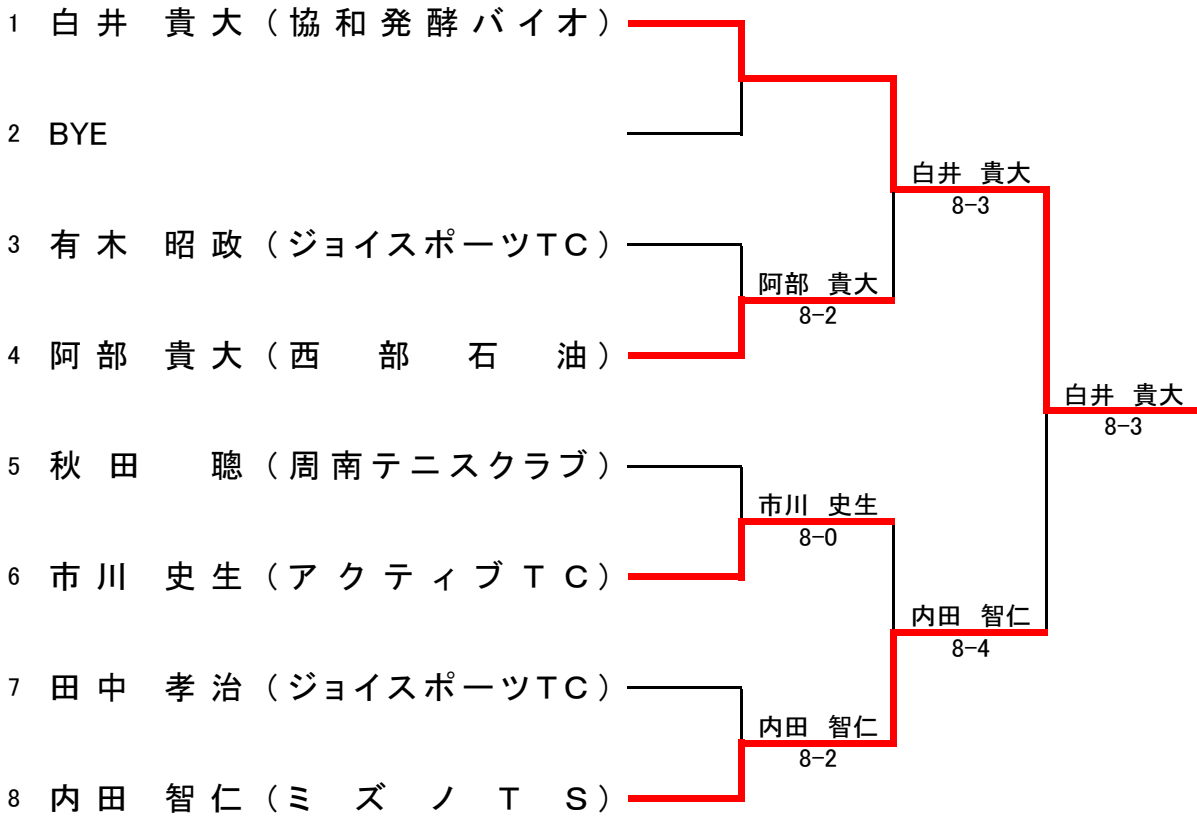 1 白井 貴大 (協和発酵バイオ)
2 BYE
白井 貴大
8-3
3 有木 昭政 (ジョイスポーツTC)
阿部 貴大
8-2
4 阿部 貴大 (西部石油)
白井 貴大
8-3
5 秋田 聰 (周南テニスクラブ)
市川 史生
8-0
6 市川 史生 (アクティブTC)
内田 智仁
8-4
7 田中 孝治 (ジョイスポーツTC)
内田 智仁
8-2
8 内田 智仁 (ミズノTS)